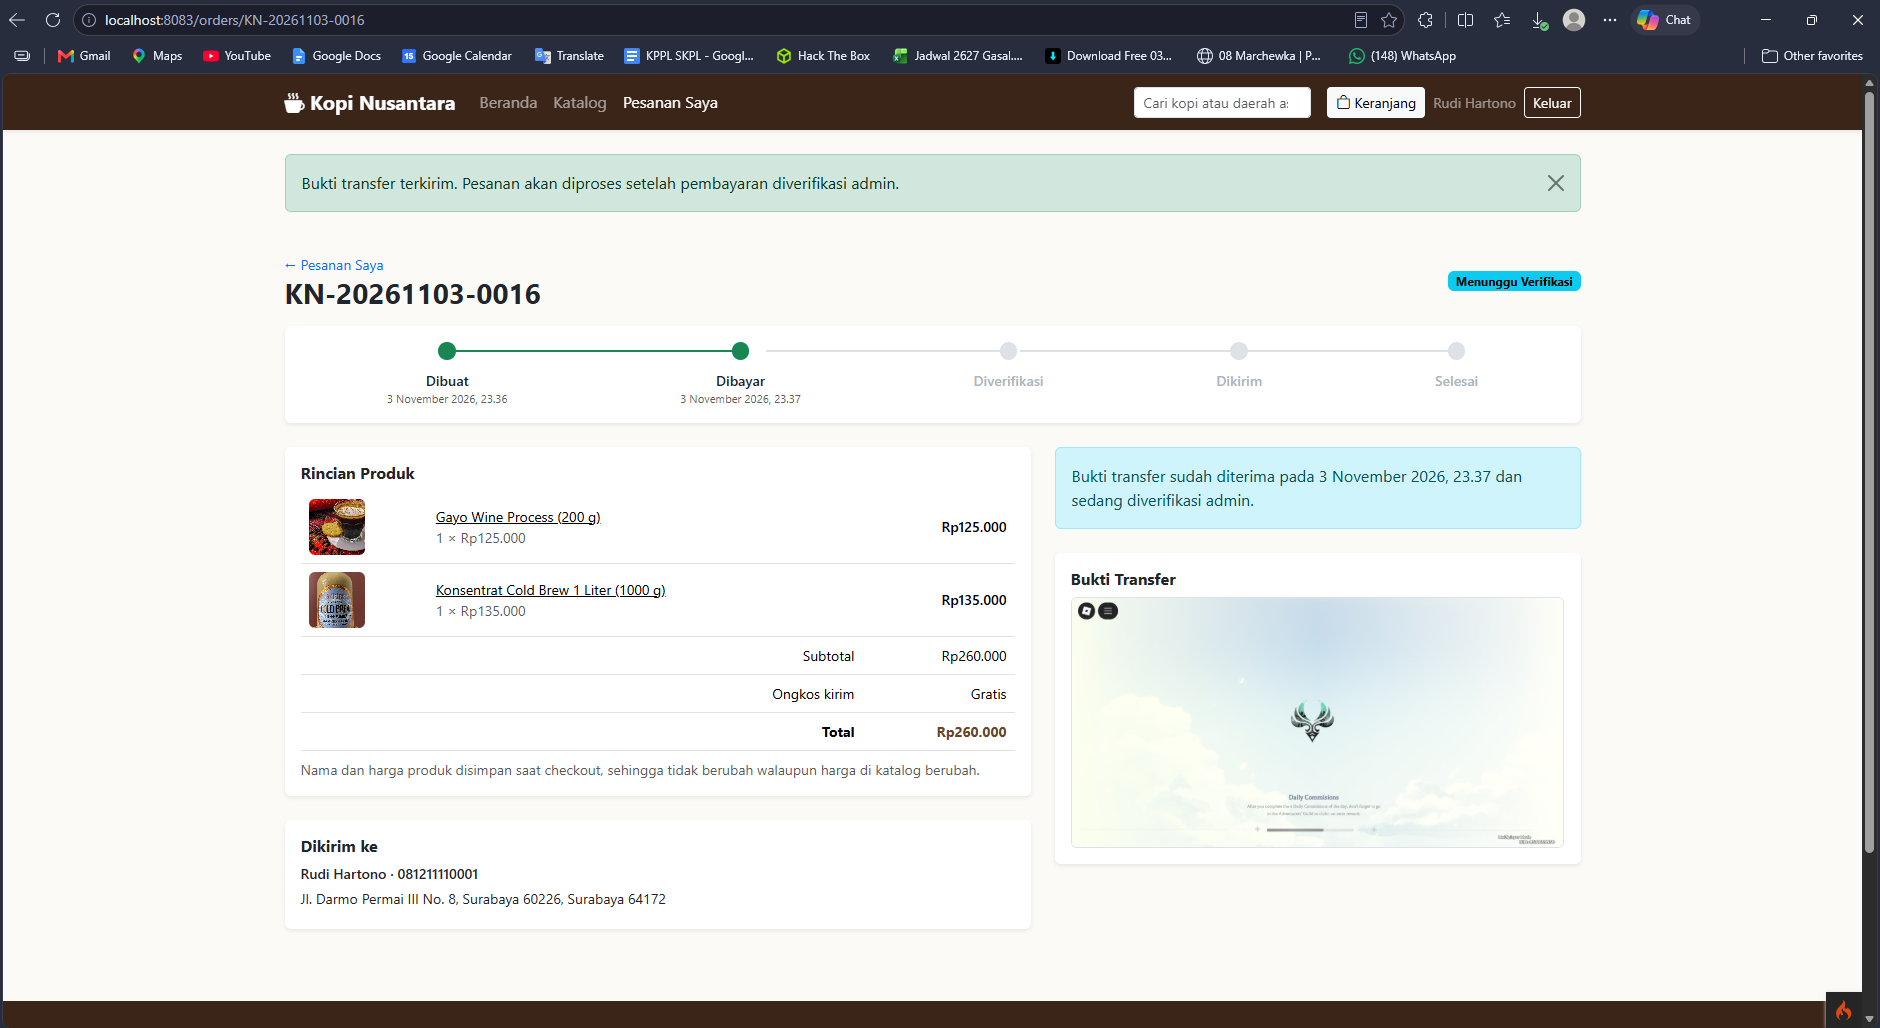 localhost:8083/orders/KN-20261103-0016
Chat
Gmail
Maps
YouTube
Google Docs
Google Calendar
Translate
KPPL SKPL - Googl...
Hack The Box
Jadwal 2627 Gasal....
Download Free 03...
08 Marchewka | P...
(148) WhatsApp
Other favorites
Kopi Nusantara
Beranda
Katalog
Pesanan Saya
Cari kopi atau daerah as
Keranjang
Rudi Hartono
Keluar
Bukti transfer terkirim. Pesanan akan diproses setelah pembayaran diverifikasi admin.
← Pesanan Saya
KN-20261103-0016
Menunggu Verifikasi
Dibuat
3 November 2026, 23.36
Dibayar
3 November 2026, 23.37
Diverifikasi
Dikirim
Selesai
Rincian Produk
Gayo Wine Process (200 g)
1 × Rp125.000
Rp125.000
COLD BREW
Konsentrat Cold Brew 1 Liter (1000 g)
1 × Rp135.000
Rp135.000
Subtotal
Rp260.000
Ongkos kirim
Gratis
Total
Rp260.000
Nama dan harga produk disimpan saat checkout, sehingga tidak berubah walaupun harga di katalog berubah.
Dikirim ke
Rudi Hartono · 081211110001
Jl. Darmo Permai III No. 8, Surabaya 60226, Surabaya 64172
Bukti transfer sudah diterima pada 3 November 2026, 23.37 dan
sedang diverifikasi admin.
Bukti Transfer
Daily Commisions